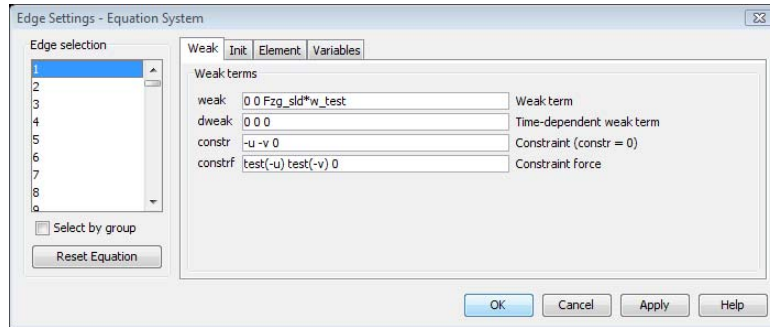 Edge Settings - Equation System
Edge selection
1
2
3
4
5
6
7
8
9
Select by group
Reset Equation
Weak Init Element Variables
Weak terms
weak 0 0 Fzg_sld*w_test Weak term
dweak 0 0 0 Time-dependent weak term
constr -u -v 0 Constraint (constr = 0)
constrf test(-u) test(-v) 0 Constraint force
OK Cancel Apply Help